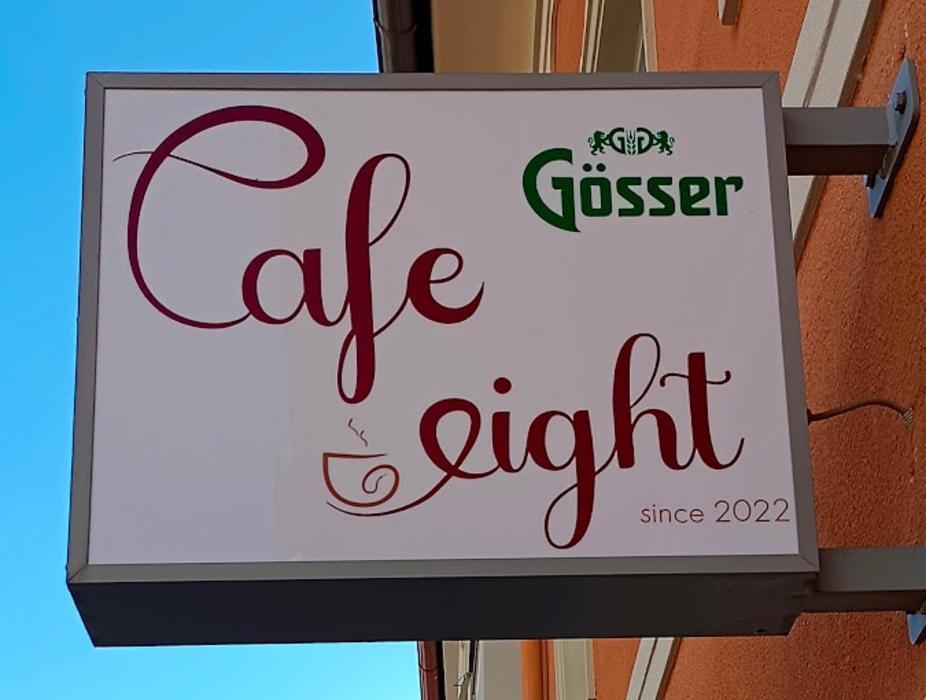 Cafe
Gösser
eight
since 2022